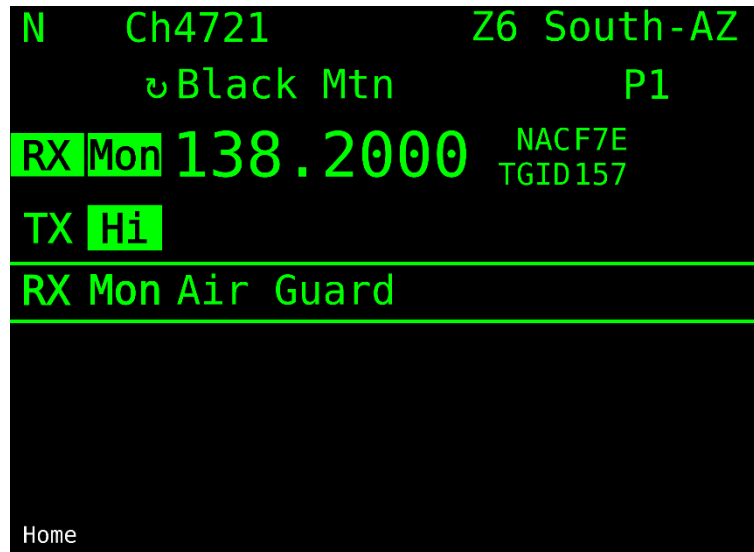 N Ch4721 Z6 South-AZ
↻Black Mtn P1
RX Mon 138.2000 NACF7E
TGID157
TX Hi
RX Mon Air Guard
Home